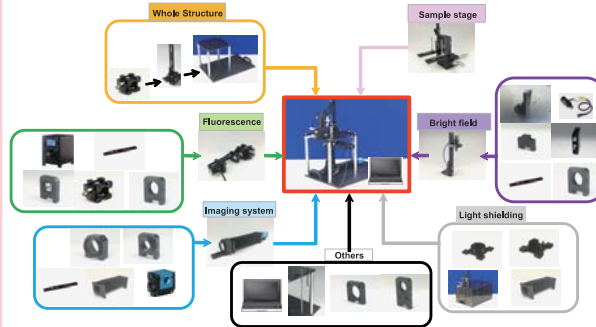 Whole Structure
Sample stage
Fluorescence
Bright field
Imaging system
Light shielding
Others